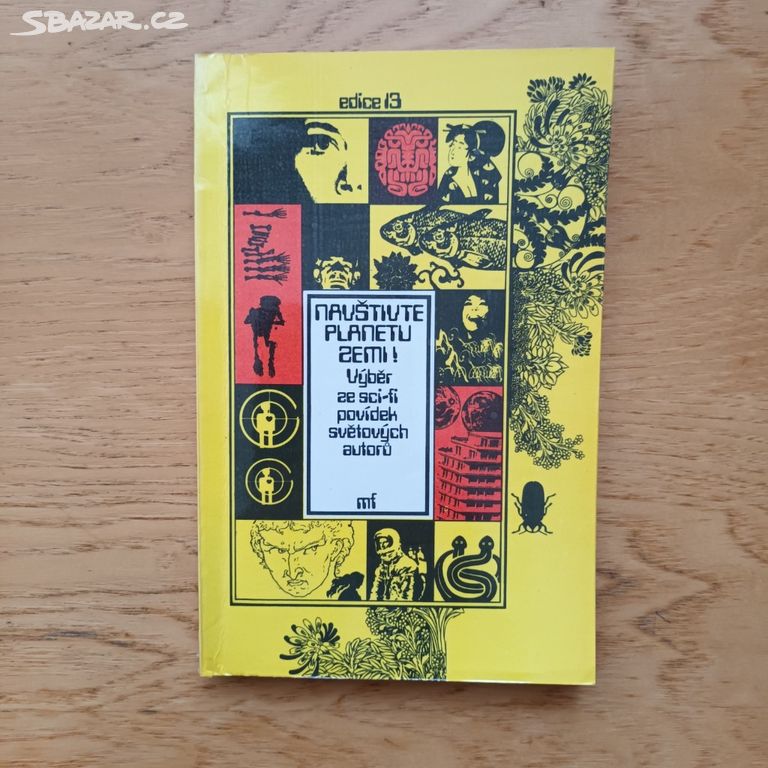 SBAZAR.CZ
edice 13
NAVŠTIVTE
PLANETU
ZEMI!
Výběr
ze sci-fi
povídek
světových
autorů
mf